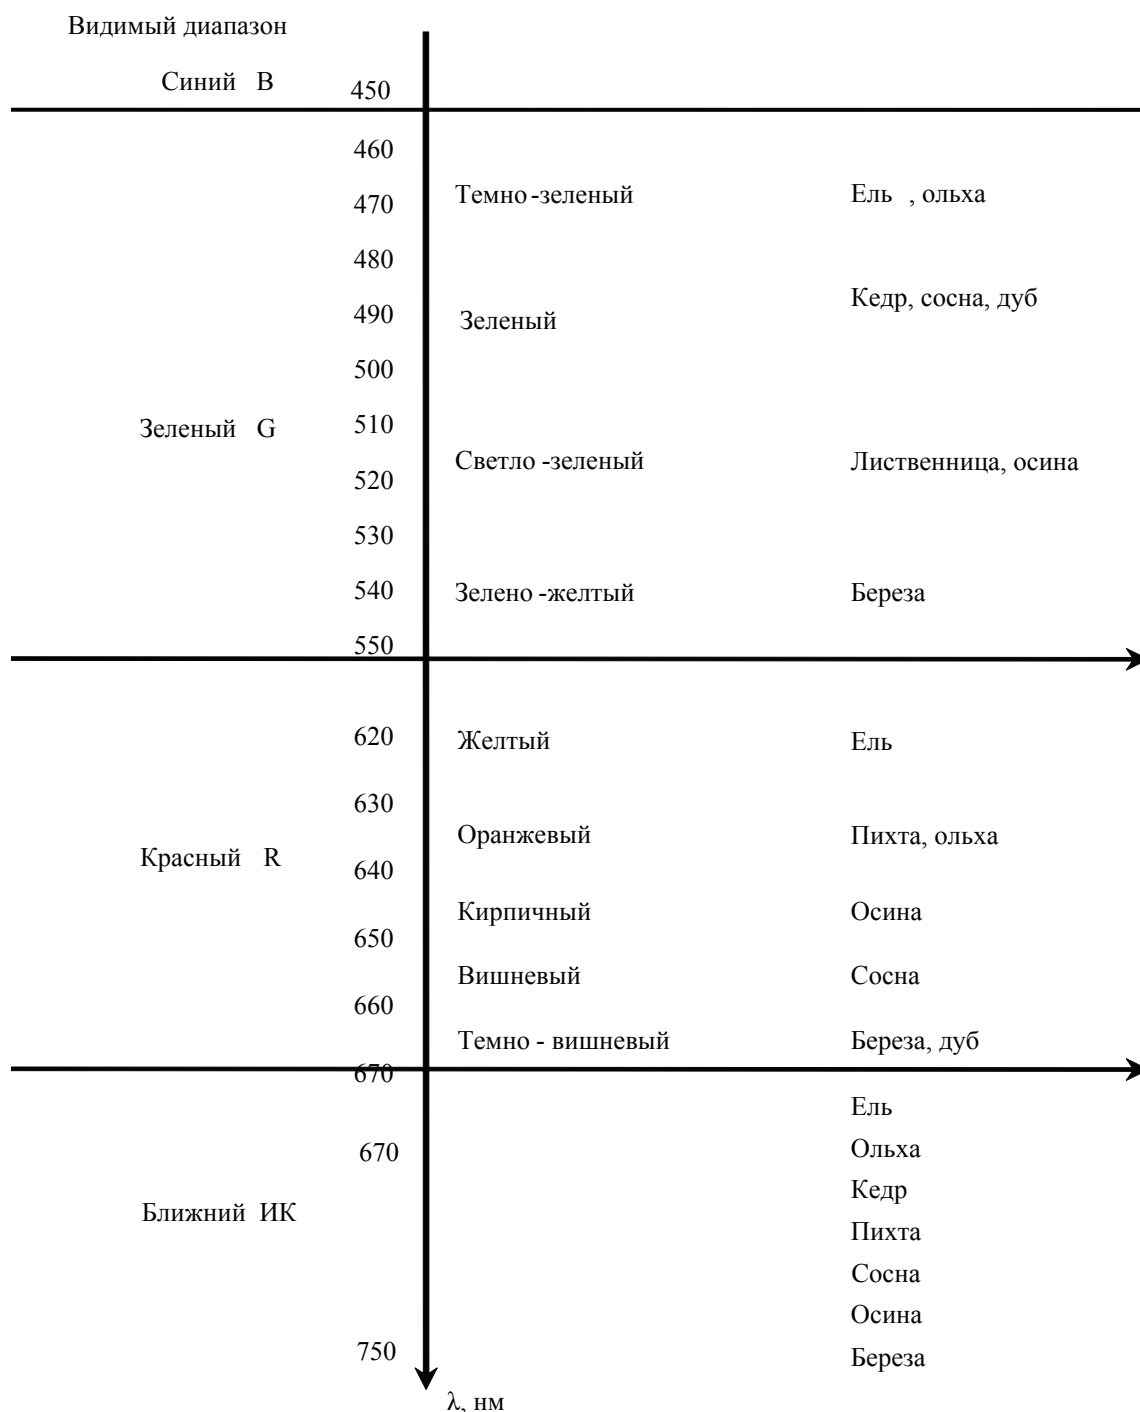 Видимый диапазон
Синий B 450
460
Темно -зеленый Ель , ольха
470
480
Кедр, сосна, дуб
490 Зеленый
500
Зеленый G 510
Светло -зеленый Лиственница, осина
520
530
540 Зелено -желтый Береза
550
620 Желтый Ель
630
Оранжевый Пихта, ольха
Красный R
640
Кирпичный Осина
650
Вишневый Сосна
660
Темно - вишневый Береза, дуб
670
Ель
670 Ольха
Кедр
Ближний ИК
Пихта
Сосна
Осина
750 Береза
λ, нм